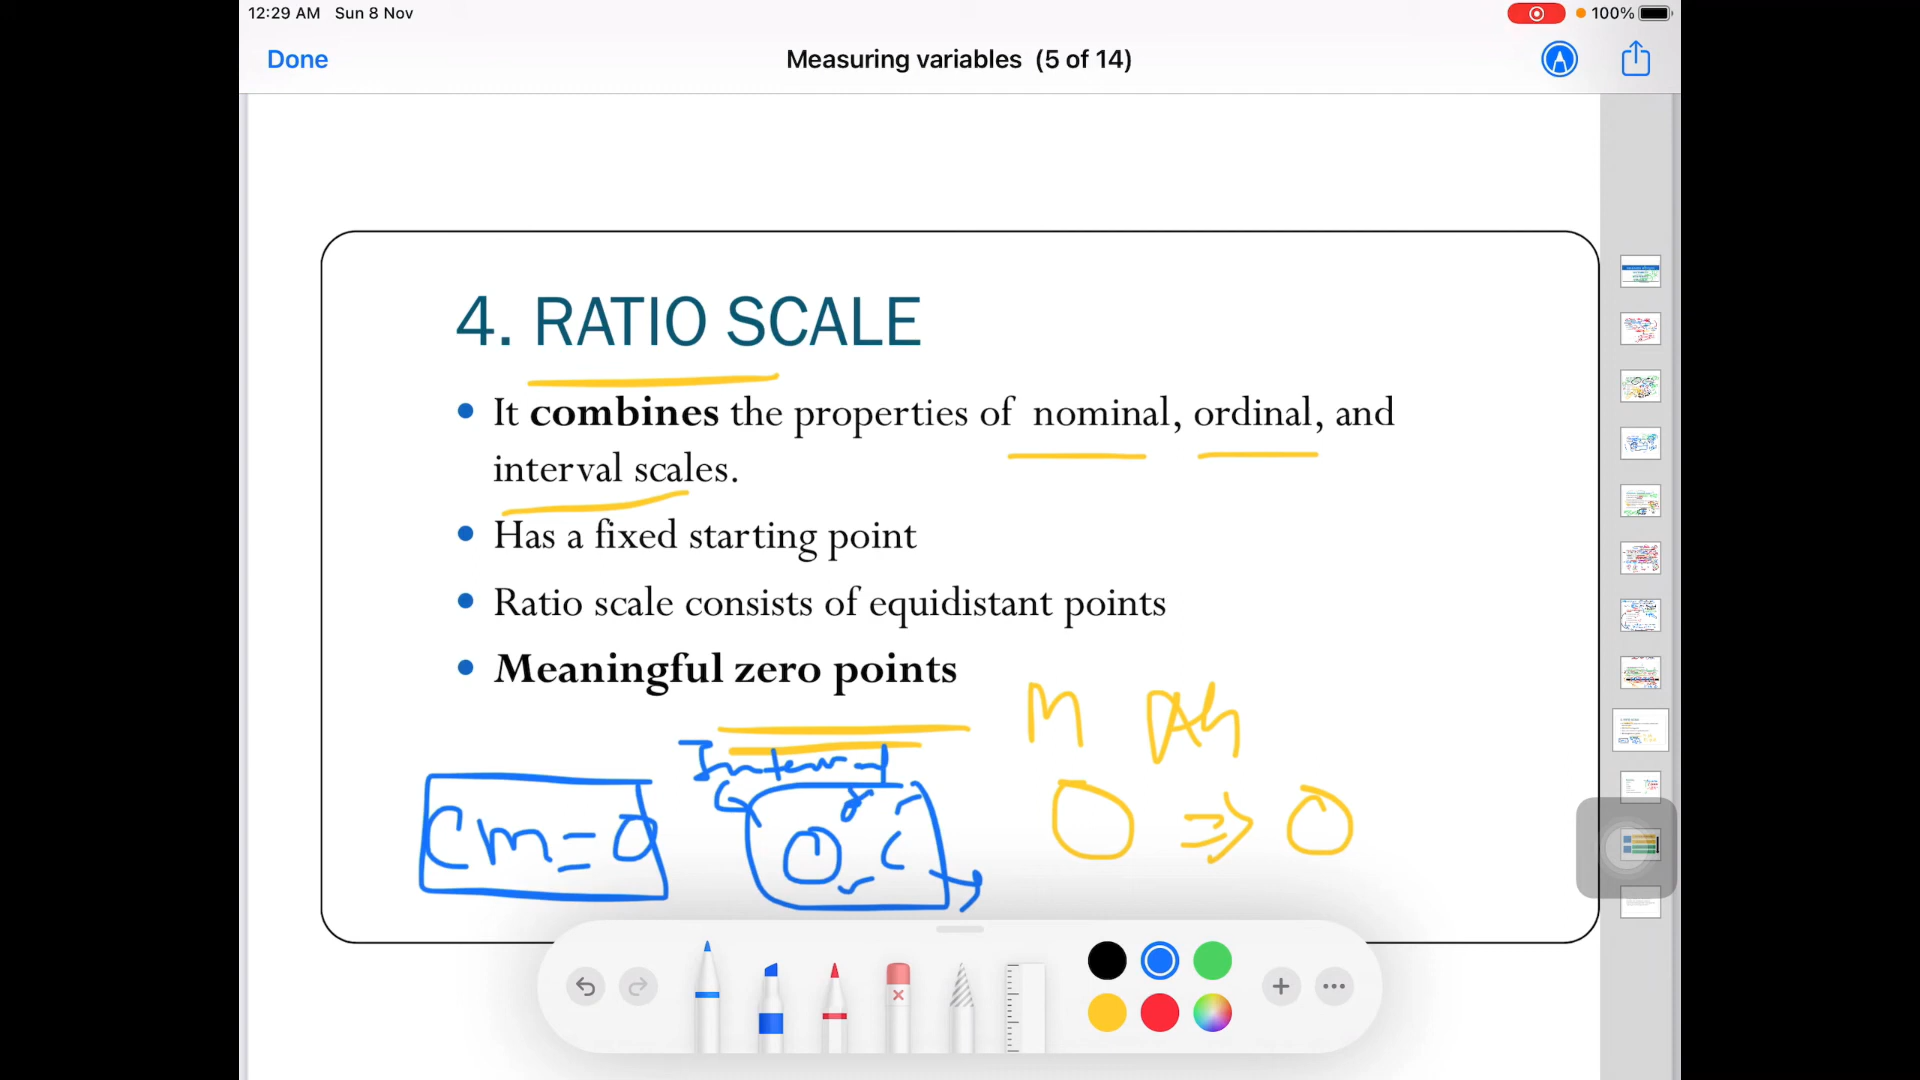 12:29 AM Sun 8 Nov
100%
Done
Measuring variables (5 of 14)
4. RATIO SCALE
It combines the properties of nominal, ordinal, and
interval scales.
Has a fixed starting point
Ratio scale consists of equidistant points
Meaningful zero points
Interval
Cm=0
0 c